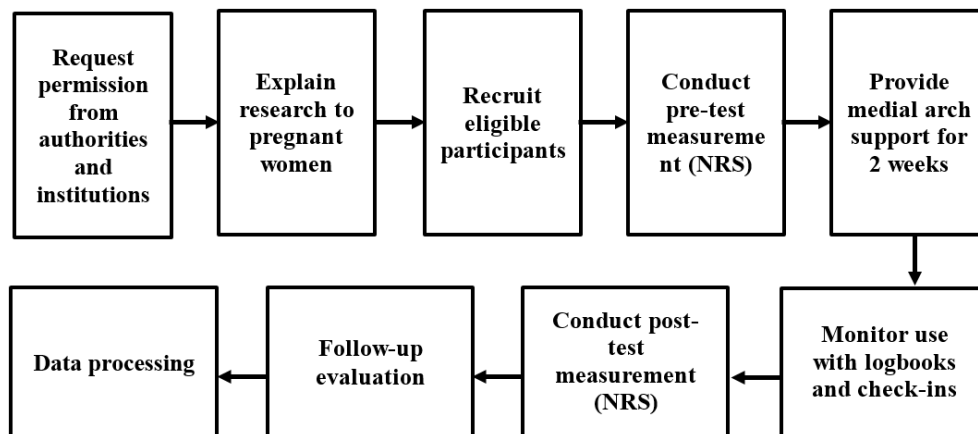 Request
permission
from
authorities
and
institutions
Explain
research to
pregnant
women
Recruit
eligible
participants
Conduct
pre-test
measureme
nt (NRS)
Provide
medial arch
support for
2 weeks
Monitor use
with logbooks
and check-ins
Conduct post-
test
measurement
(NRS)
Follow-up
evaluation
Data processing